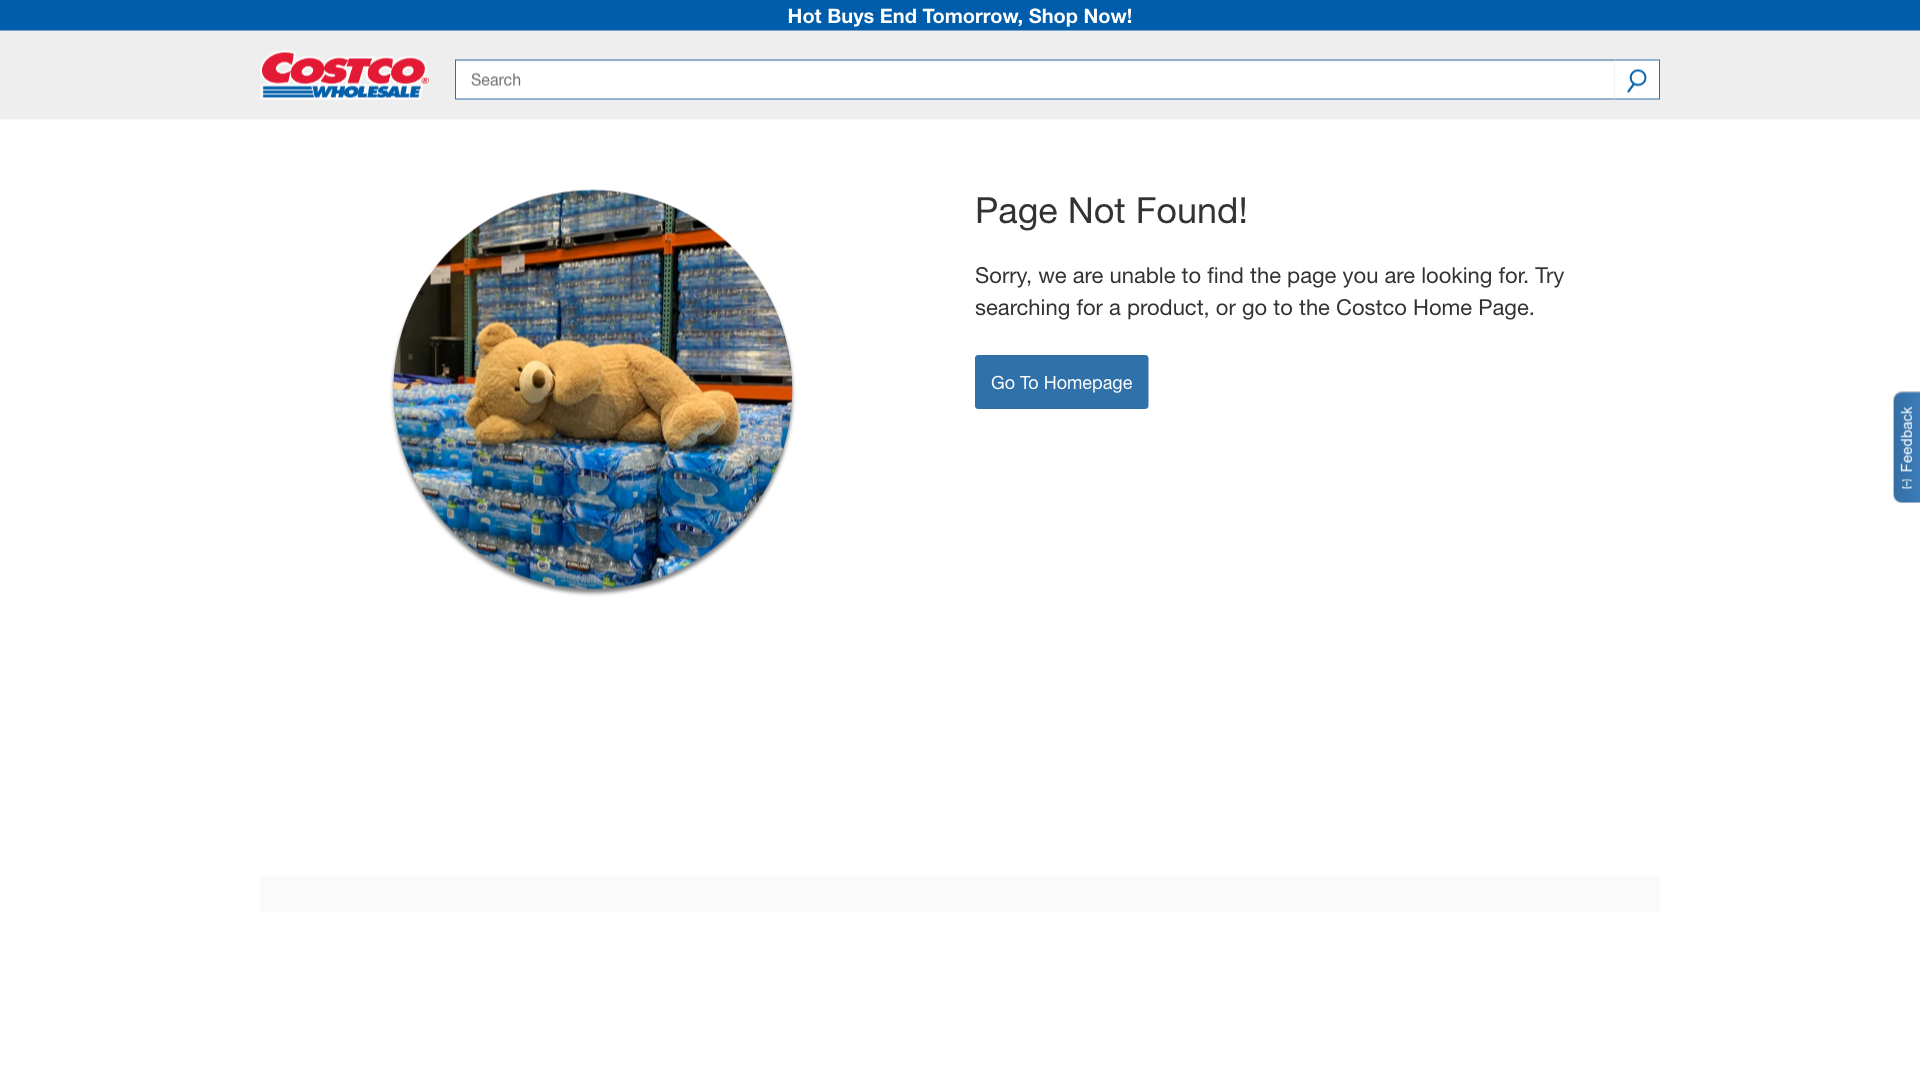 Hot Buys End Tomorrow, Shop Now!
COSTCO®
WHOLESALE
Search
Page Not Found!
Sorry, we are unable to find the page you are looking for. Try
searching for a product, or go to the Costco Home Page.
Go To Homepage
[-] Feedback